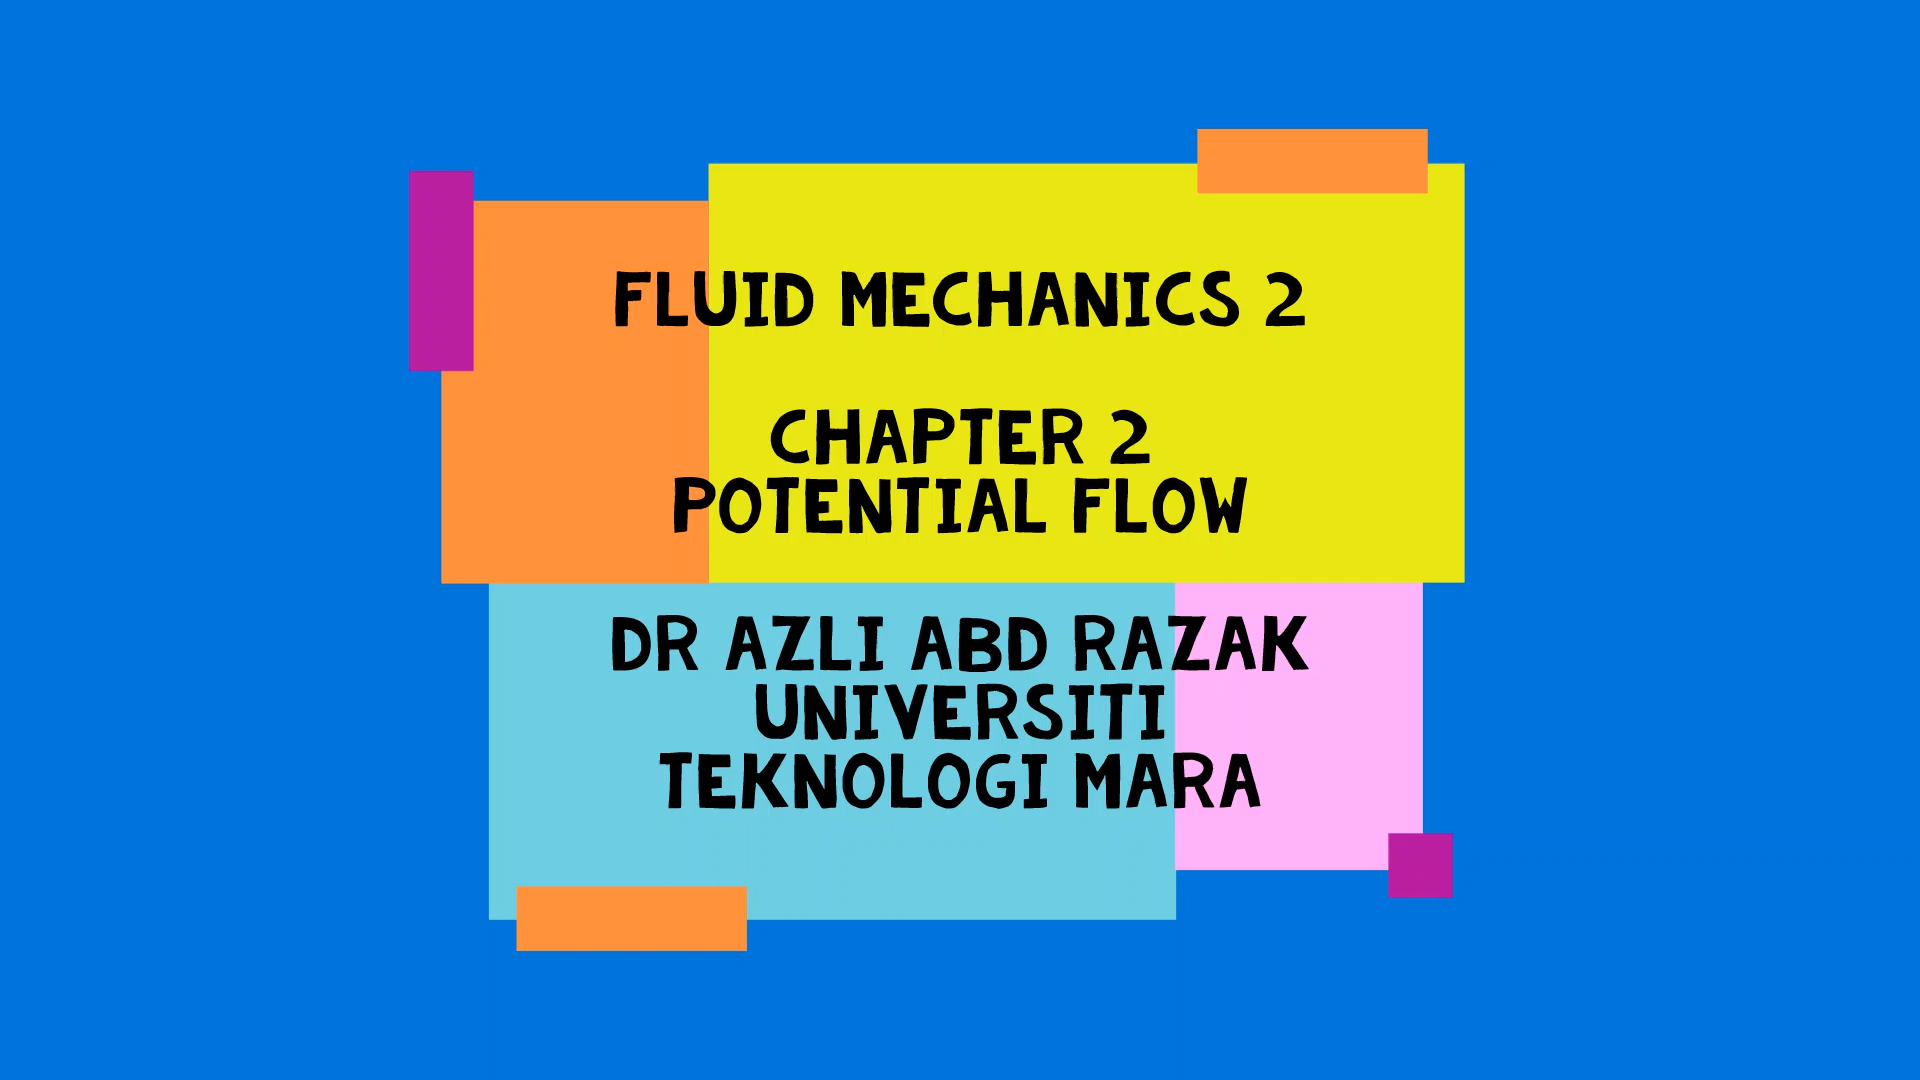 FLUID MECHANICS 2
CHAPTER 2
POTENTIAL FLOW
DR AZLI ABD RAZAK
UNIVERSITI
TEKNOLOGI MARA